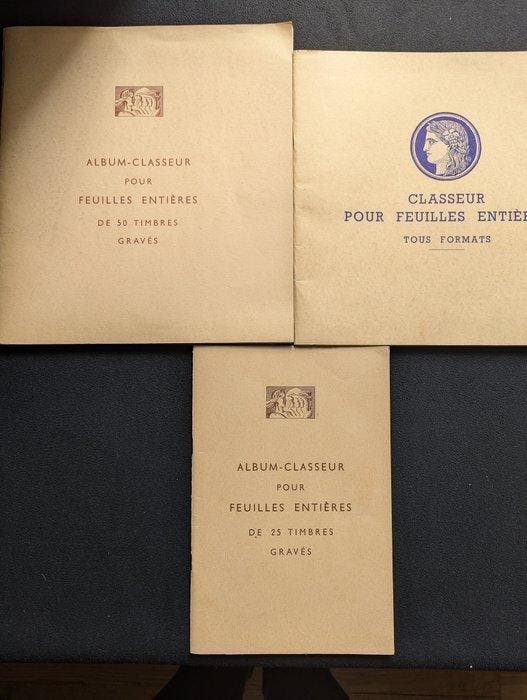 ALBUM-CLASSEUR
POUR
FEUILLES ENTIÈRES
DE 50 TIMBRES
GRAVÉS
CLASSEUR
POUR FEUILLES ENTIÈR
TOUS FORMATS
ALBUM-CLASSEUR
POUR
FEUILLES ENTIÈRES
DE 25 TIMBRES
GRAVÉS